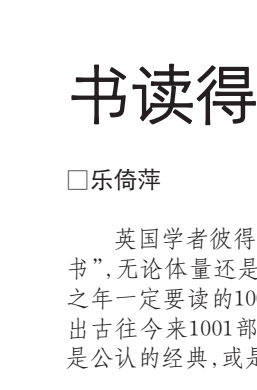 书读得
□乐倚萍
英国学者彼得
书”,无论体量还是
之年一定要读的10
出古往今来1001部
是公认的经典,或是